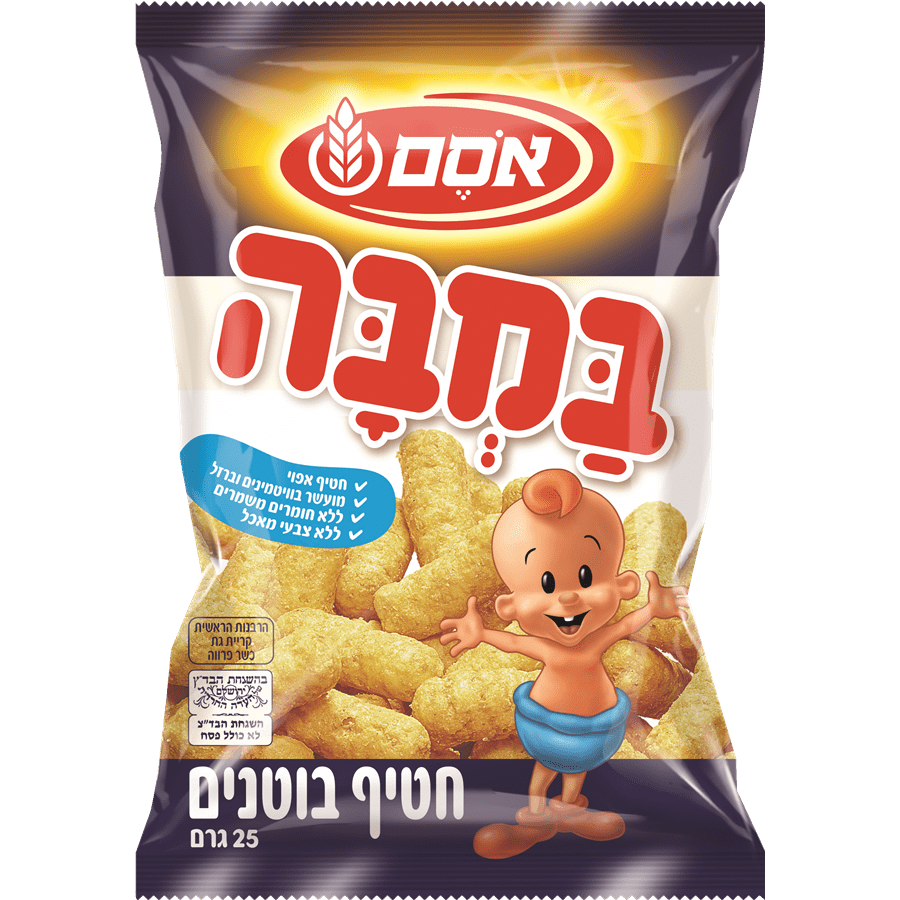 אֹסֶם
בַּמְבָּה
חטיף אפוי
מועשר בוויטמינים וברזל
ללא חומרים משמרים
ללא צבעי מאכל
הרבנות הראשית
קריית גת
כשר פרווה
בהשגחת הבד"ץ
ירושלם
השגחת הבד"צ
לא כולל פסח
חטיף בוטנים
25 גרם